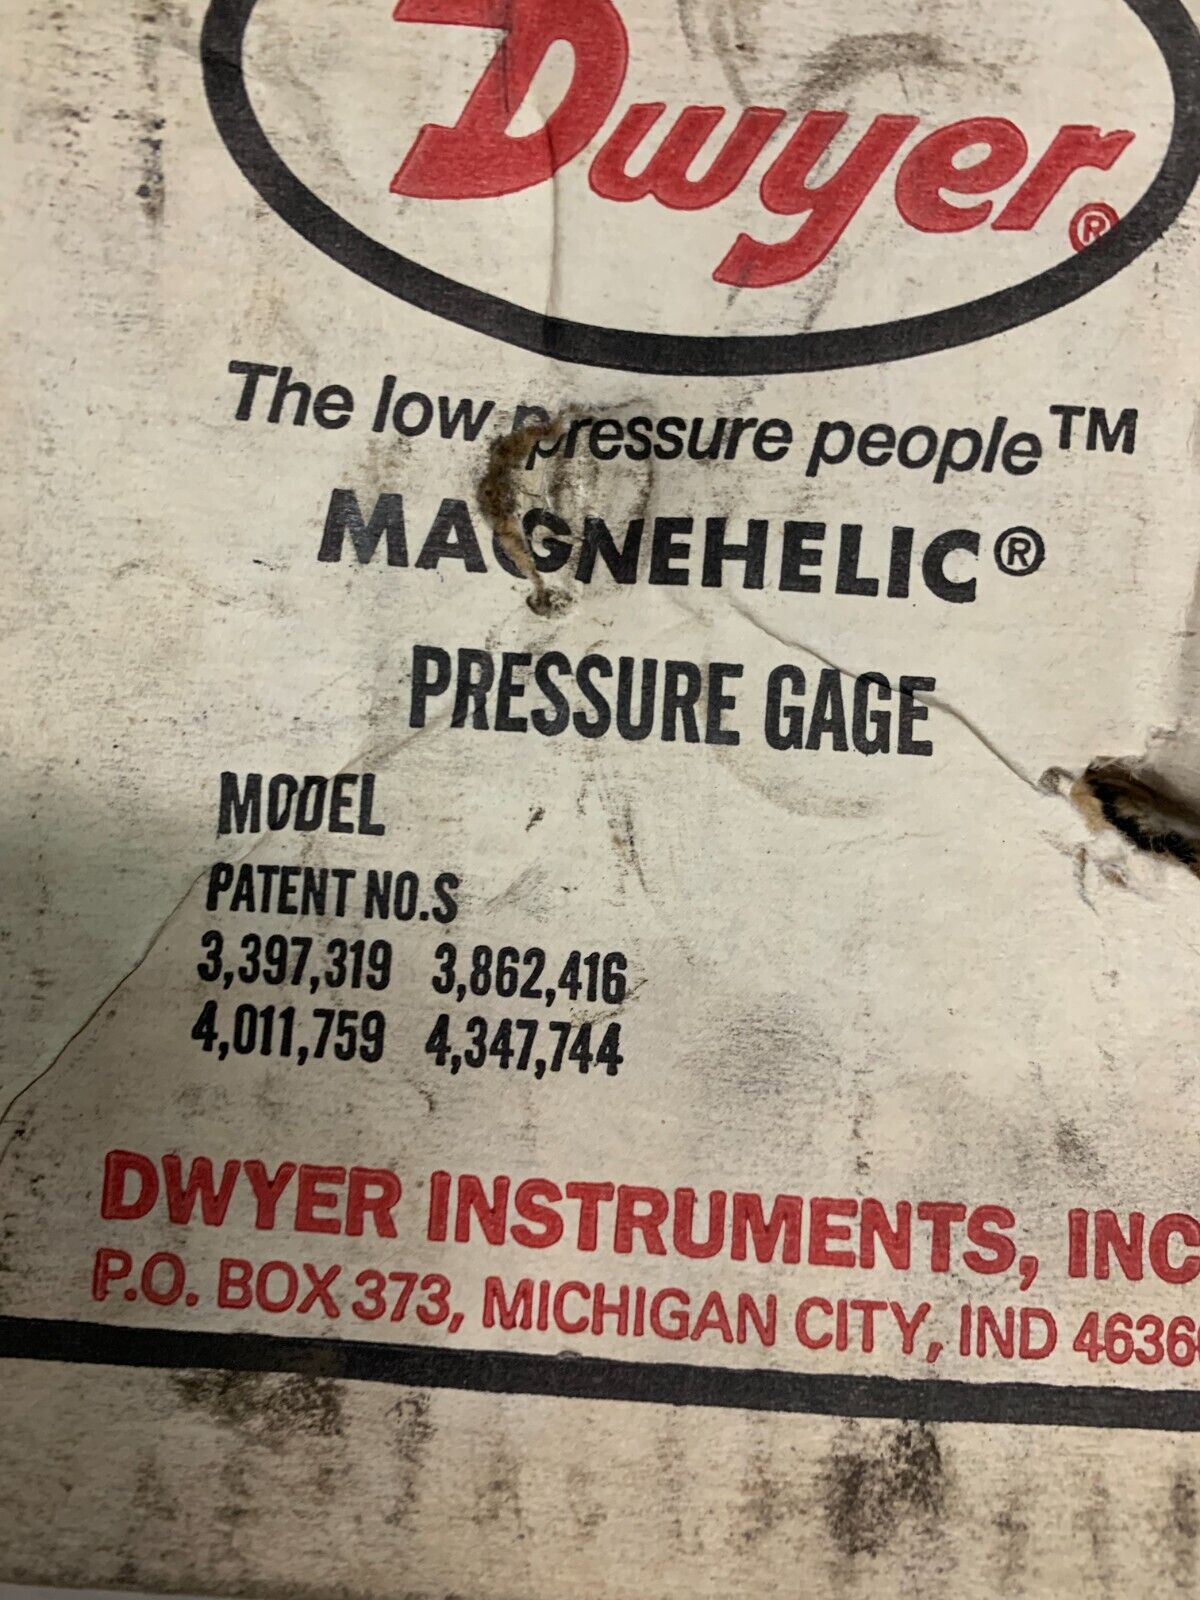 Dwyer®
The low pressure people™
MAGNEHELIC®
PRESSURE GAGE
MODEL
PATENT NO.S
3,397,319 3,862,416
4,011,759 4,347,744
DWYER INSTRUMENTS, INC
P.O. BOX 373, MICHIGAN CITY, IND 46360